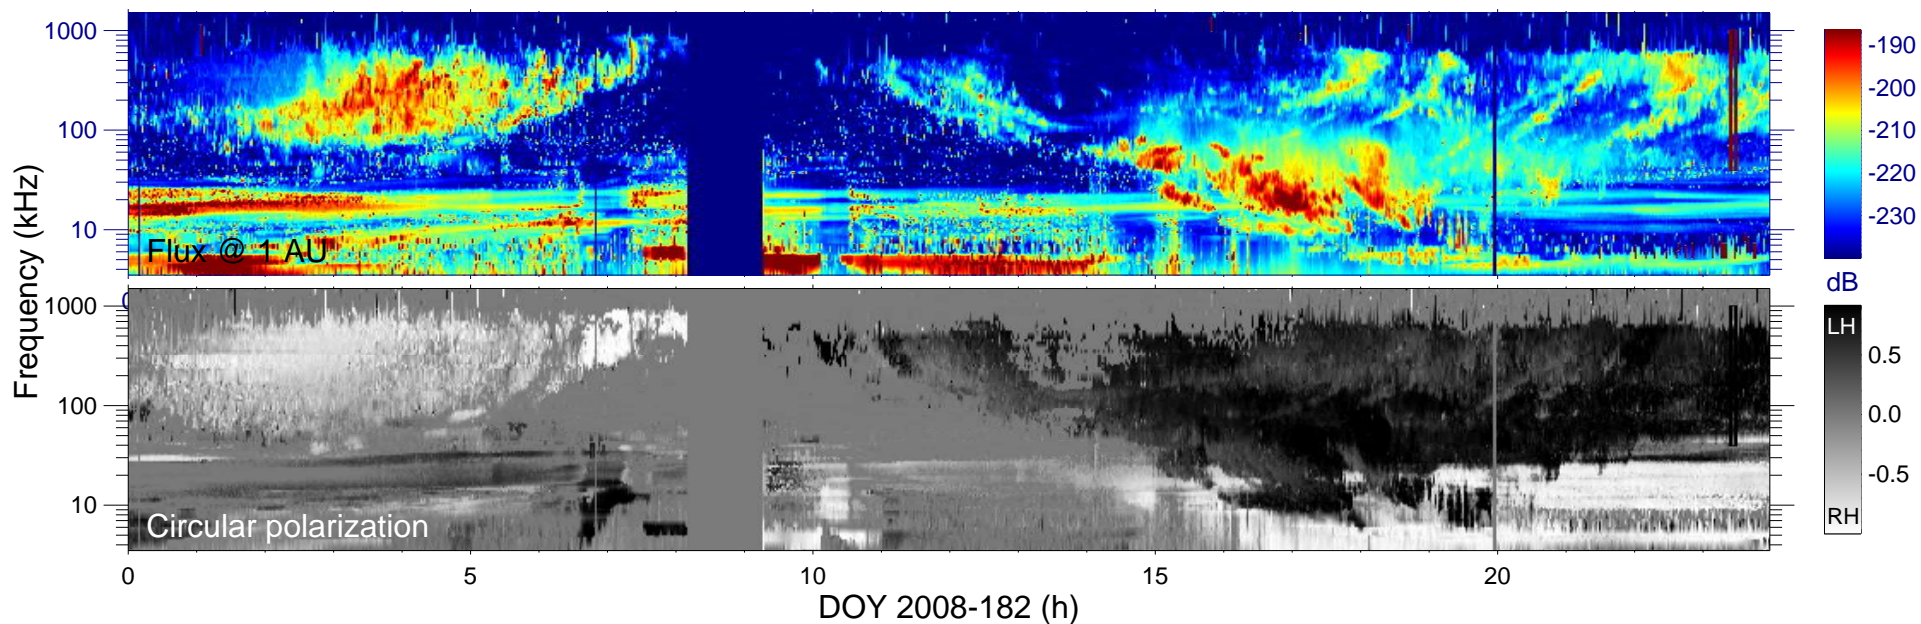 1000
100
10
Flux @ 1 AU
-190
-200
-210
-220
-230
dB
Frequency (kHz)
0
1000
100
10
Circular polarization
LH
0.5
0.0
-0.5
RH
0 5 10 15 20
DOY 2008-182 (h)